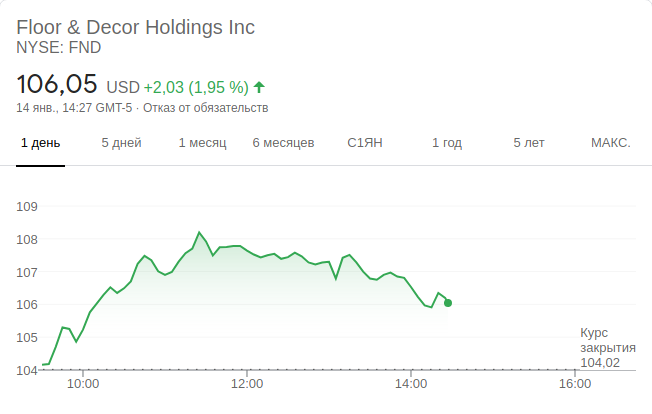 Floor & Decor Holdings Inc
NYSE: FND
106,05 USD +2,03 (1,95 %)
14 янв., 14:27 GMT-5 · Отказ от обязательств
1 день 5 дней 1 месяц 6 месяцев С1ЯН 1 год 5 лет МАКС.
109
108
107
106
105
Курс
закрытия
104,02
104
10:00 12:00 14:00 16:00